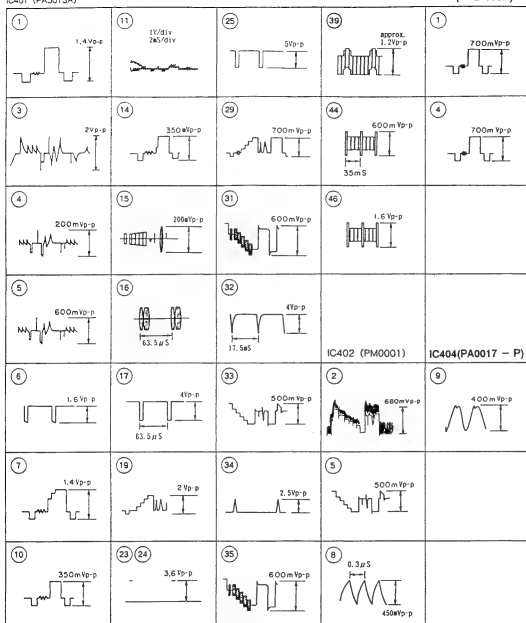 1 11 25 39 1
1.4Vp-p 1V/div 2mS/div 5Vp-p approx. 1.2Vp-p 700mVp-p
3 14 29 44 4
2Vp-p 350mVp-p 700mVp-p 600mVp-p 35mS 700mVp-p
4 15 31 46
200mVp-p 200mVp-p 600mVp-p 1.6Vp-p
5 16 32
600mVp-p 63.5μS 4Vp-p 17.5mS
IC402 (PM0001) IC404(PA0017 - P)
6 17 33 2 9
1.6Vp-p 4Vp-p 63.5μS 500mVp-p 680mVp-p 400mVp-p
7 19 34 5
1.4Vp-p 2Vp-p 2.5Vp-p 500mVp-p
10 23 24 35 8
350mVp-p 3.6Vp-p 600mVp-p 0.3μS 450mVp-p